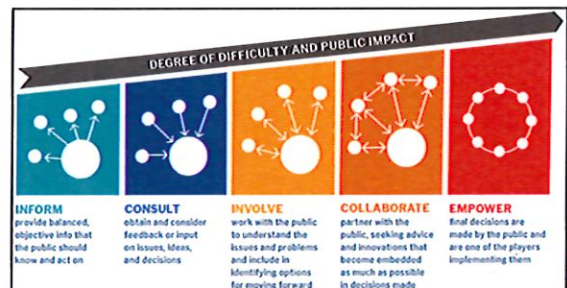 DEGREE OF DIFFICULTY AND PUBLIC IMPACT
INFORM
provide balanced,
objective info that
the public should
know and act on
CONSULT
obtain and consider
feedback or input
on issues, ideas,
and decisions
INVOLVE
work with the public
to understand the
issues and problems
and include in
identifying options
for moving forward
COLLABORATE
partner with the
public, seeking advice
and innovations that
become embedded
as much as possible
in decisions made
EMPOWER
final decisions are
made by the public and
are one of the players
implementing them